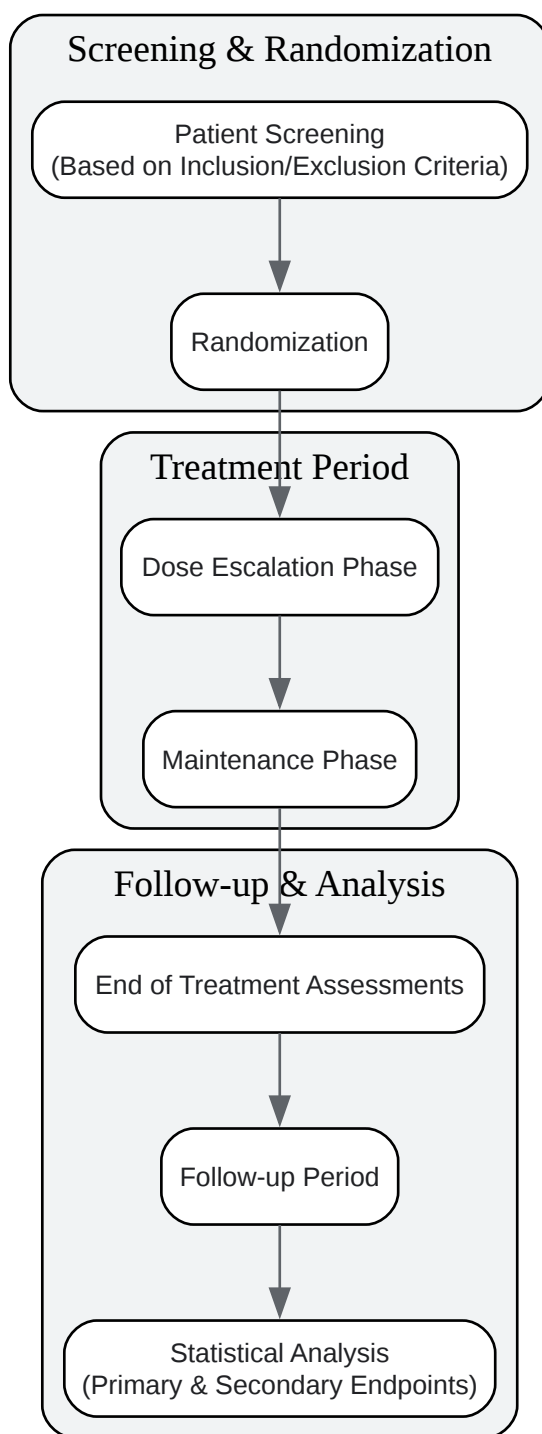 Screening & Randomization
Patient Screening
(Based on Inclusion/Exclusion Criteria)
Randomization
Treatment Period
Dose Escalation Phase
Maintenance Phase
Follow-up & Analysis
End of Treatment Assessments
Follow-up Period
Statistical Analysis
(Primary & Secondary Endpoints)